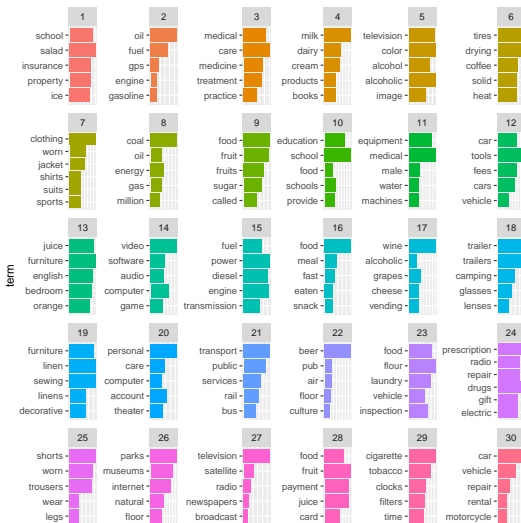 1 2 3 4 5 6
school oil medical milk television tires
salad fuel care dairy color drying
insurance gps medicine cream alcohol coffee
property engine treatment products alcoholic solid
ice gasoline practice books image heat
7 8 9 10 11 12
clothing coal food education equipment car
worn oil fruit school medical tools
jacket energy fruits food male fees
shirts gas sugar schools water cars
suits million called provide machines vehicle
sports
13 14 15 16 17 18
juice video fuel food wine trailer
furniture software power meal alcoholic trailers
english audio diesel fast grapes camping
bedroom computer engine eaten cheese glasses
orange game transmission snack vending lenses
term
19 20 21 22 23 24
furniture personal transport beer food prescription
linen care public pub flour radio
sewing computer services air laundry repair
linens account rail floor vehicle drugs
decorative theater bus culture inspection gift
electric
25 26 27 28 29 30
shorts parks television food cigarette car
worn museums satellite fruit tobacco vehicle
trousers internet radio payment clocks repair
wear natural newspapers juice filters rental
legs floor broadcast card time motorcycle